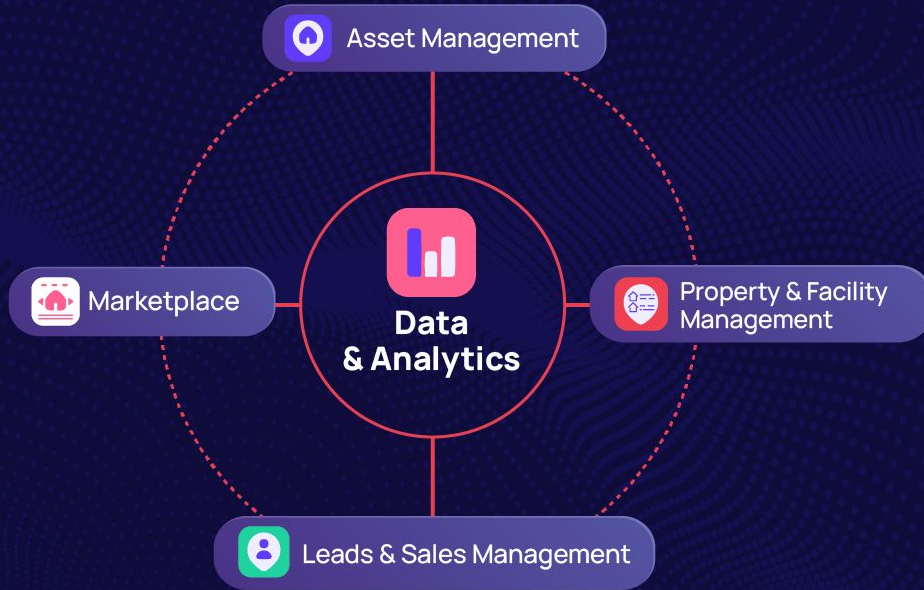 Asset Management
Marketplace
Data
& Analytics
Property & Facility
Management
Leads & Sales Management